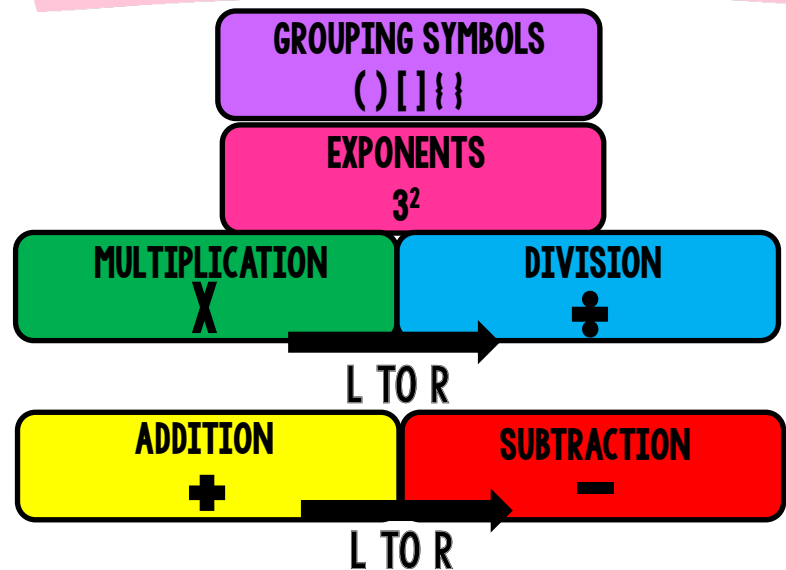 GROUPING SYMBOLS
( ) [ ] { }
EXPONENTS
3²
MULTIPLICATION
X
DIVISION
÷
L TO R
ADDITION
+
SUBTRACTION
−
L TO R